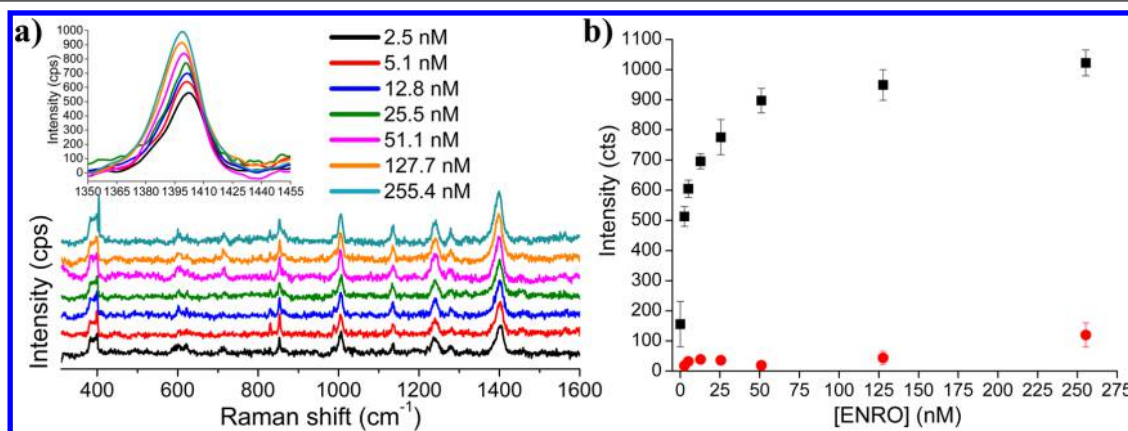 a)
Intensity (cps)
1000
900
800
700
600
500
400
300
200
100
0
1350 1365 1380 1395 1410 1425 1440 1455
2.5 nM
5.1 nM
12.8 nM
25.5 nM
51.1 nM
127.7 nM
255.4 nM
Intensity (cps)
400 600 800 1000 1200 1400 1600
Raman shift (cm⁻¹)
b)
Intensity (cts)
1100
1000
900
800
700
600
500
400
300
200
100
0
0 25 50 75 100 125 150 175 200 225 250 275
[ENRO] (nM)